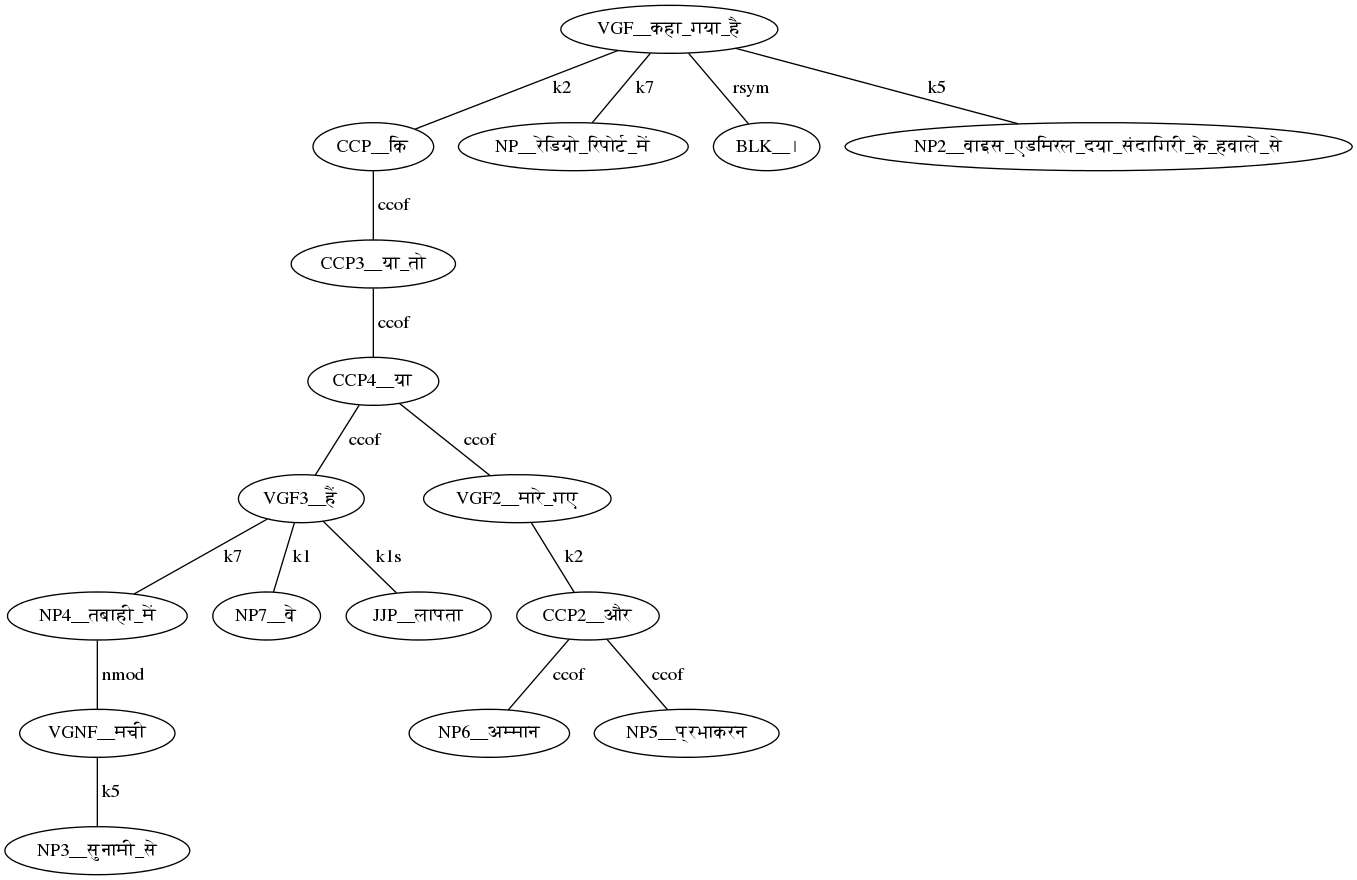 VGF__कहा_गया_है
k2 k7 rsym k5
CCP__कि NP__रेडियो_रिपोर्ट_में BLK__। NP2__वाइस_एडमिरल_दया_संदागिरी_के_हवाले_से
ccof
CCP3__या_तो
ccof
CCP4__या
ccof ccof
VGF3__हैं VGF2__मारे_गए
k7 k1 k1s k2
NP4__तबाही_में NP7__वे JJP__लापता CCP2__और
nmod ccof ccof
VGNF__मची NP6__अम्मान NP5__प्रभाकरन
k5
NP3__सुनामी_से